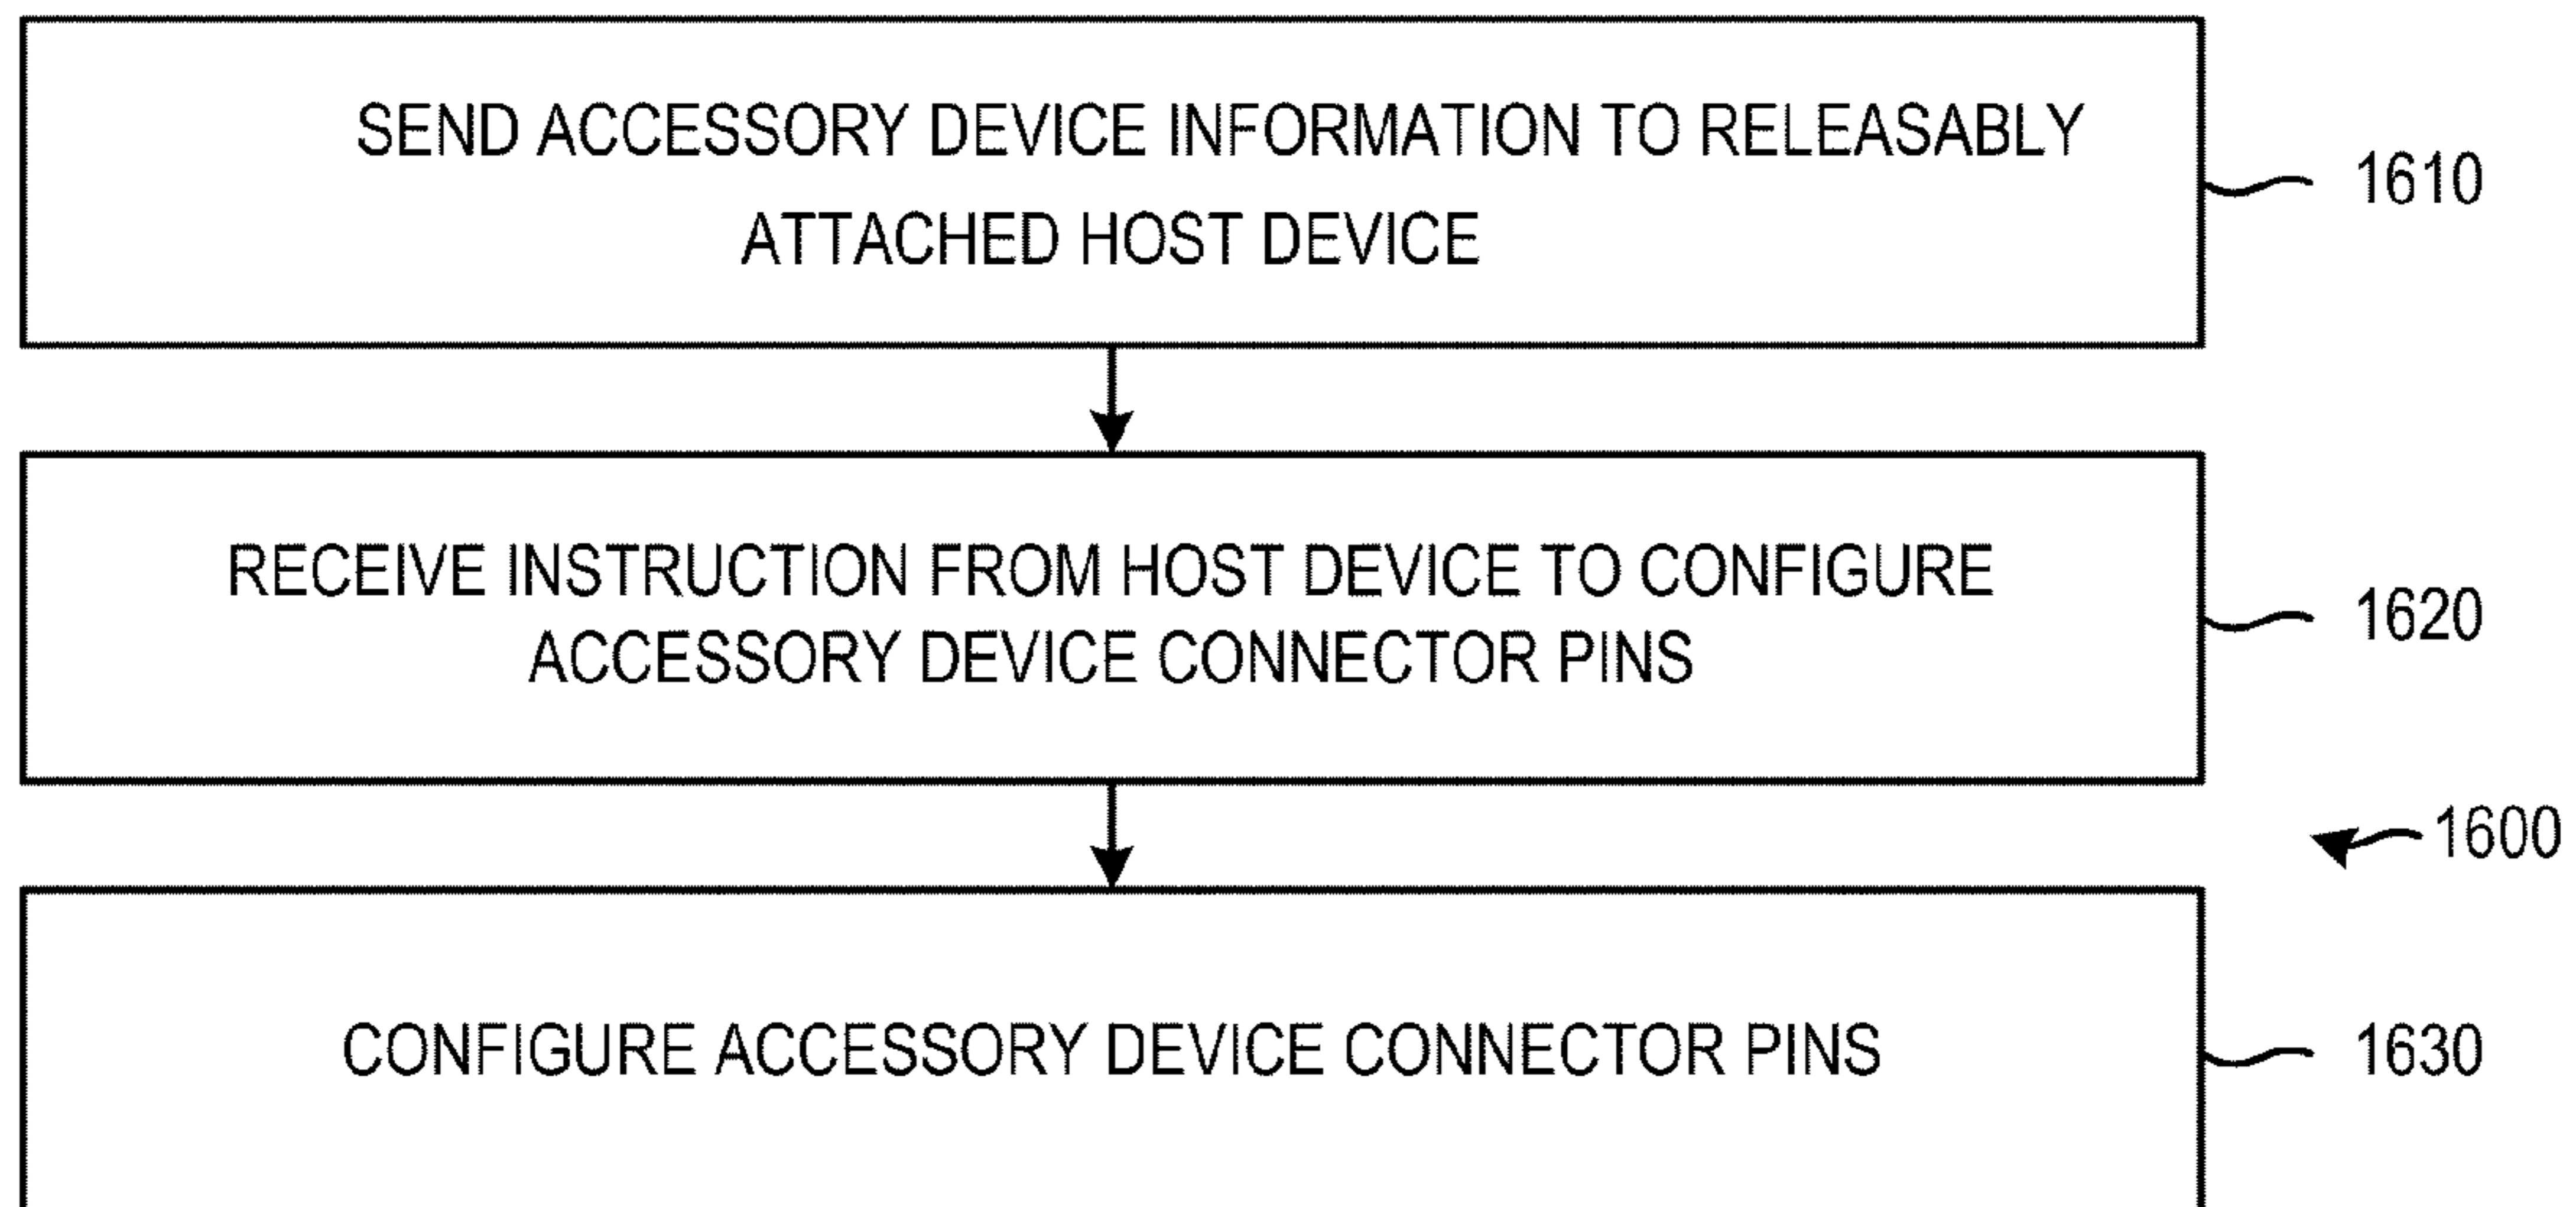 SEND ACCESSORY DEVICE INFORMATION TO RELEASABLY
ATTACHED HOST DEVICE
1610
RECEIVE INSTRUCTION FROM HOST DEVICE TO CONFIGURE
ACCESSORY DEVICE CONNECTOR PINS
1620
1600
CONFIGURE ACCESSORY DEVICE CONNECTOR PINS
1630